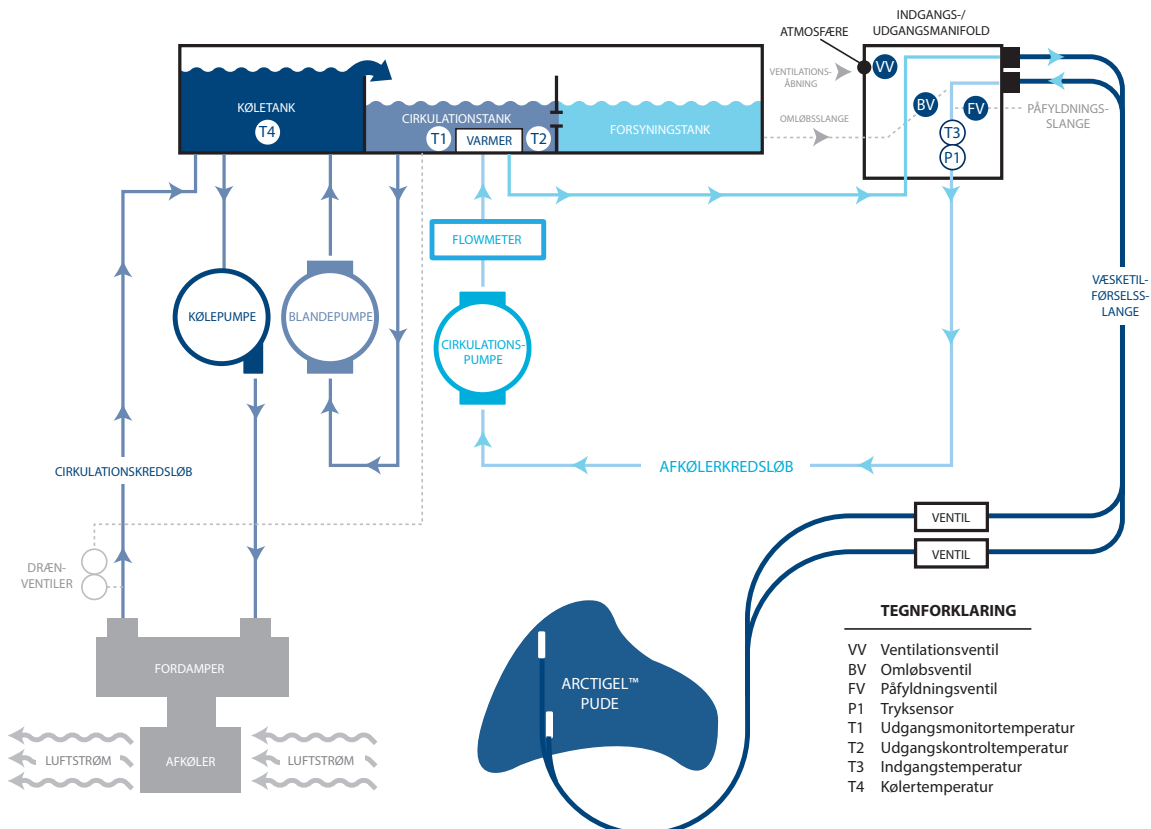 INDGANGS-/
UDGANGSMANIFOLD
ATMOSFÆRE
VV
VENTILATIONS-
ÅBNING
KØLETANK
T4
CIRKULATIONSTANK
T1
VARMER
T2
FORSYNINGSTANK
OMLØBSSLANGE
BV
FV
PÅFYLDNINGS-
SLANGE
T3
P1
FLOWMETER
KØLEPUMPE
BLANDEPUMPE
CIRKULATIONS-
PUMPE
VÆSKETIL-
FØRSELSS-
LANGE
CIRKULATIONSKREDSLØB
AFKØLERKREDSLØB
VENTIL
VENTIL
DRÆN-
VENTILER
FORDAMPER
LUFTSTRØM
AFKØLER
LUFTSTRØM
ARCTIGEL™
PUDE
TEGNFORKLARING
VV Ventilationsventil
BV Omløbsventil
FV Påfyldningsventil
P1 Tryksensor
T1 Udgangsmonitortemperatur
T2 Udgangskontroltemperatur
T3 Indgangstemperatur
T4 Kølertemperatur